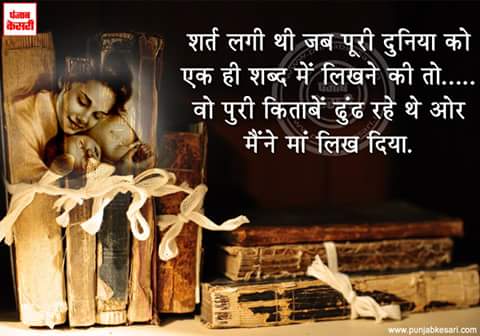 पंजाब
केसरी
शर्त लगी थी जब पूरी दुनिया को
एक ही शब्द में लिखने की तो.....
वो पुरी किताबें ढुंढ रहे थे ओर
मैंने मां लिख दिया.
www.punjabkesari.com